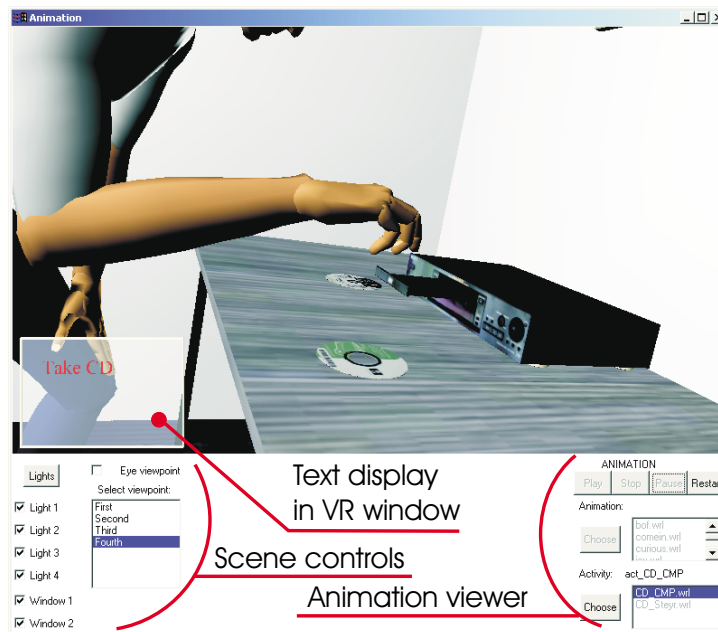 Animation
Take CD
Lights
Eye viewpoint
Select viewpoint:
First
Second
Third
Fourth
Light 1
Light 2
Light 3
Light 4
Window 1
Window 2
Text display
in VR window
Scene controls
Animation viewer
ANIMATION
Play Stop Pause Restar
Animation:
Choose
bof.wrl
comein.wrl
curious.wrl
Activity: act_CD_CMP
Choose
CD_CMP.wrl
CD_Steyr.wrl